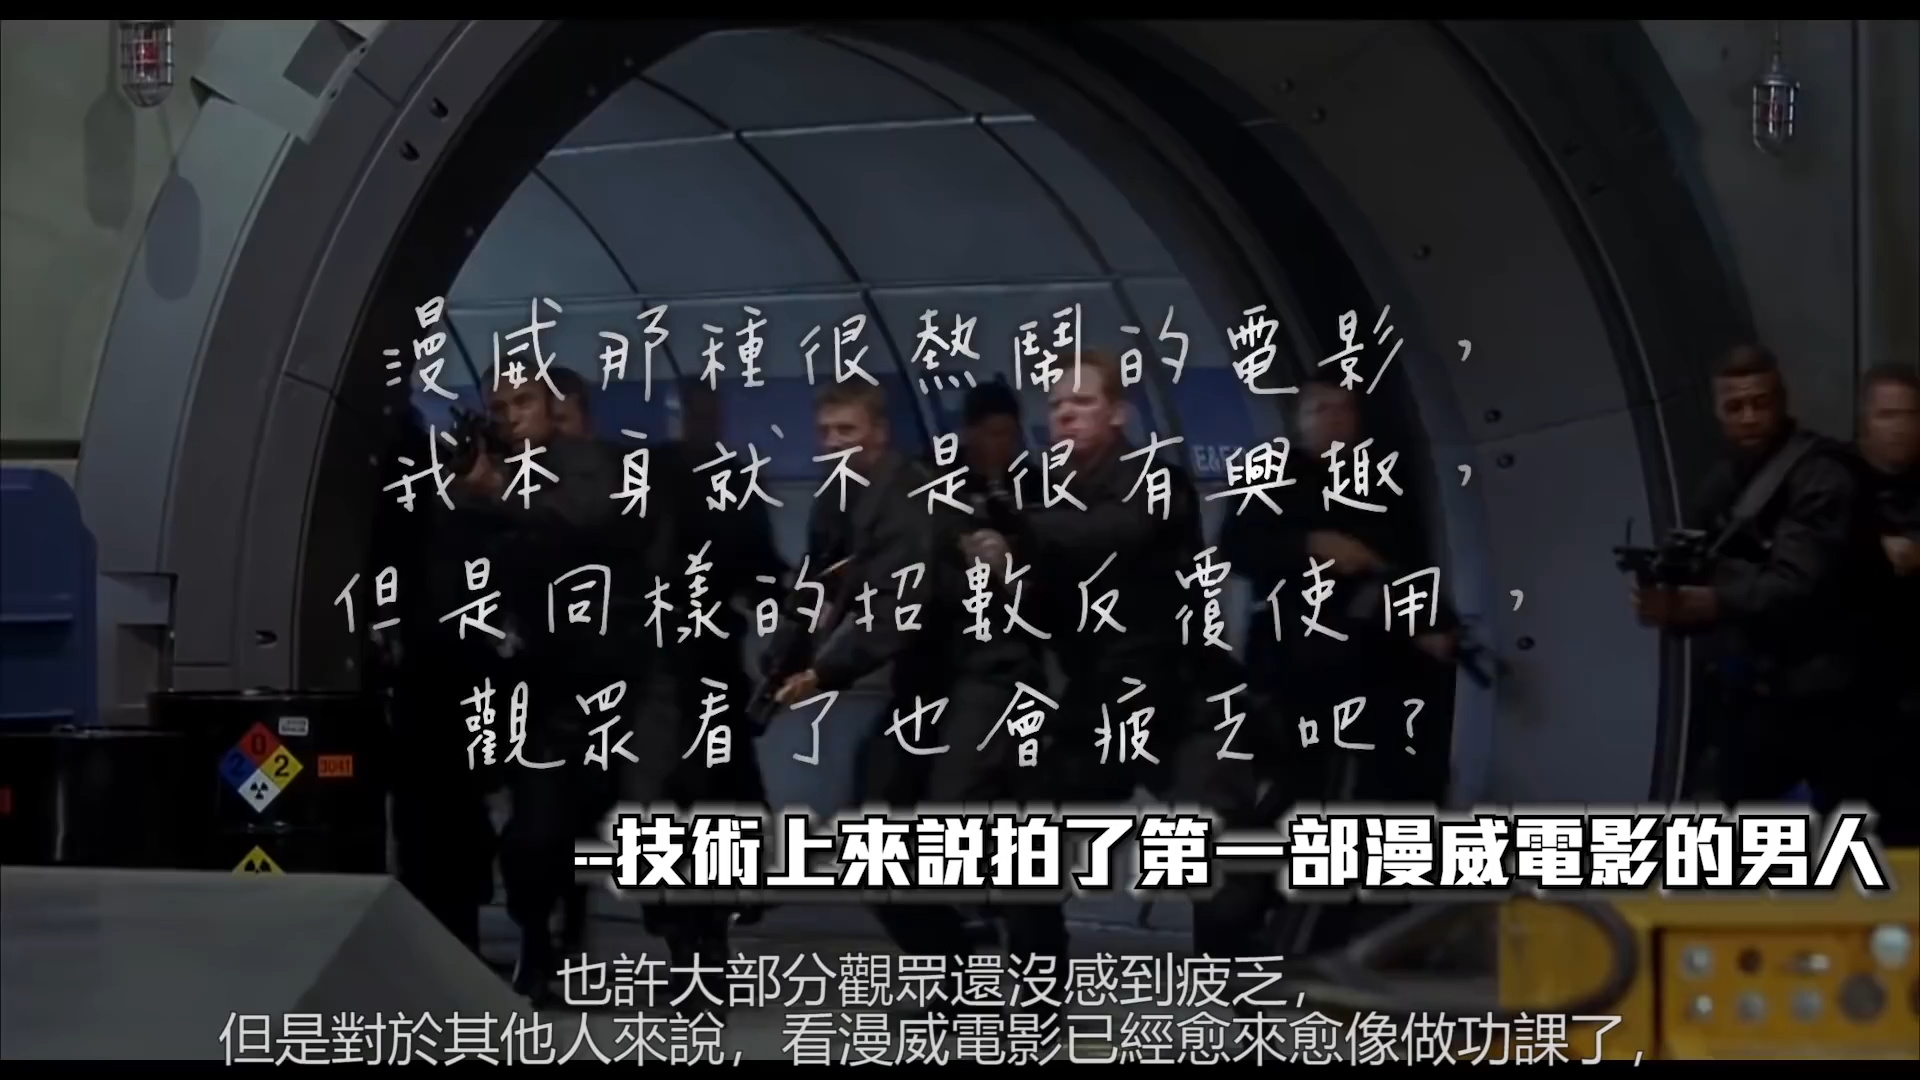 漫威那種很熱鬧的電影，
我本身就不是很有興趣，
但是同樣的招數反覆使用，
觀眾看了也會疲乏吧？
E&E
0
2
2
3041
--技術上來說拍了第一部漫威電影的男人
也許大部分觀眾還沒感到疲乏，
但是對於其他人來說，看漫威電影已經愈來愈像做功課了，